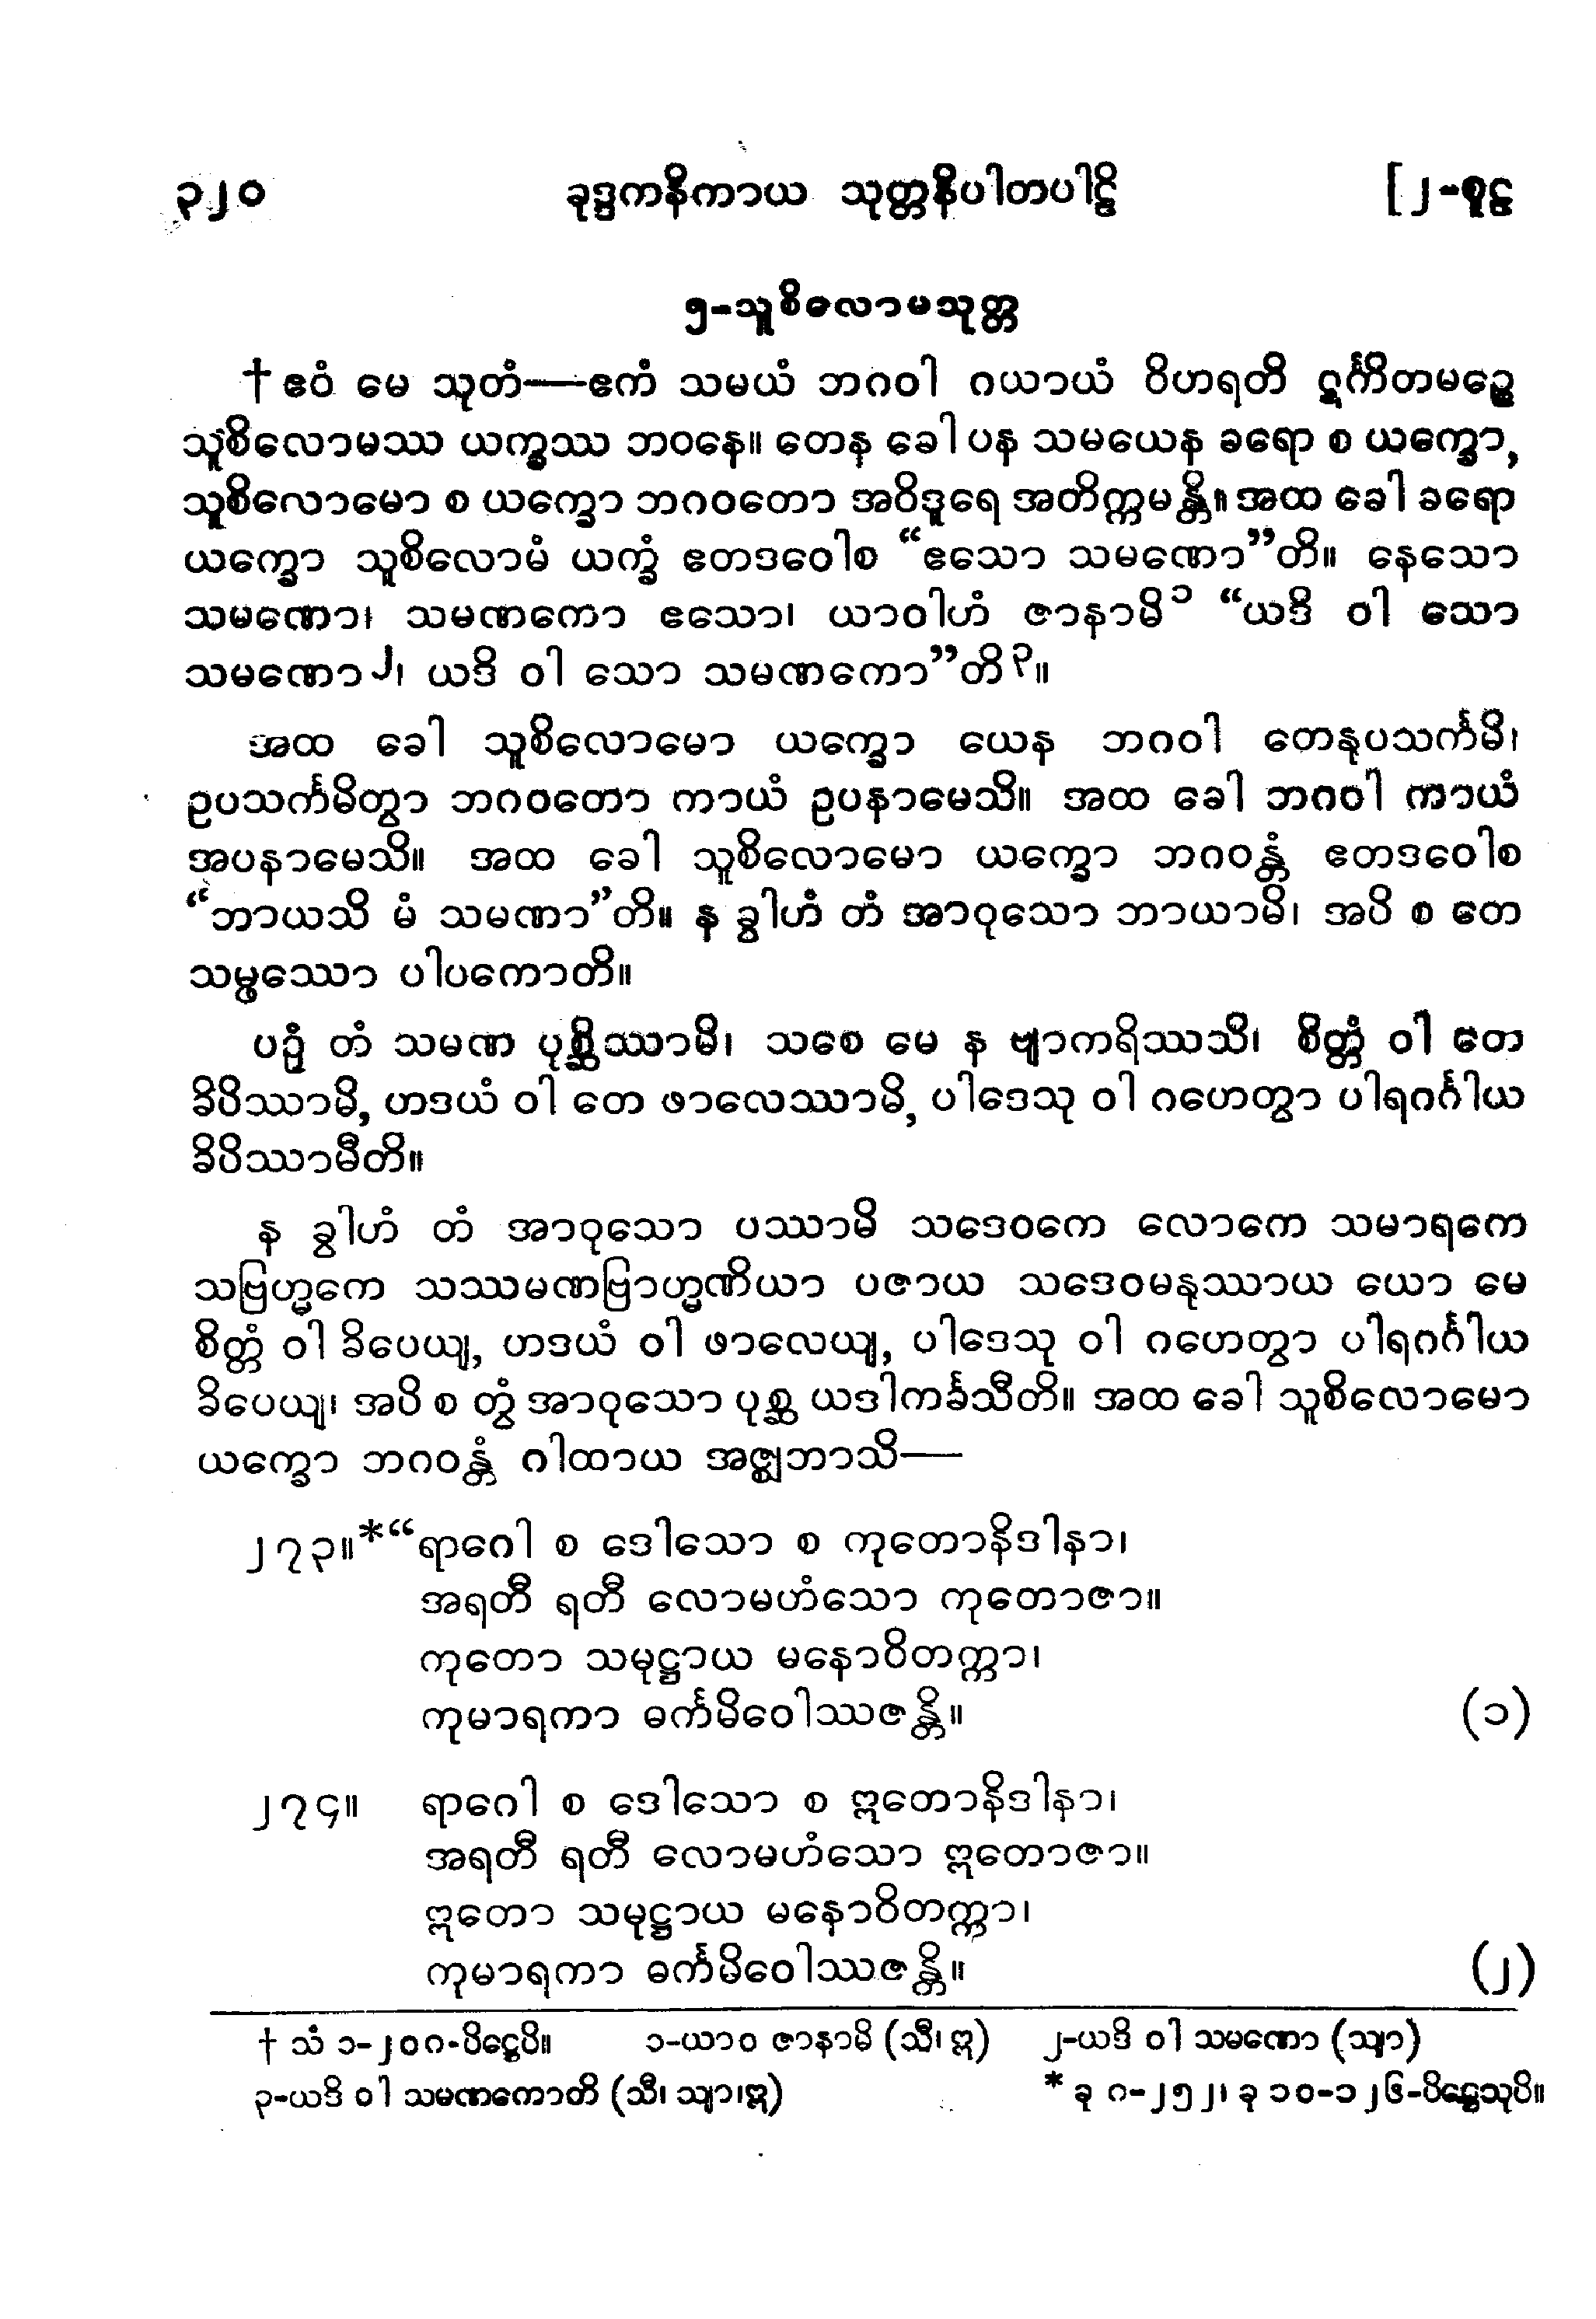 ၃၂၀ ခုဒ္ဒကနိကာယ သုတ္တနိပါတပါဠိ [၂-စူဠ
၅-သူစိလောမသုတ္တ
† ဧဝံ မေ သုတံ—ဧကံ သမယံ ဘဂဝါ ဂယာယံ ဝိဟရတိ ဋင်္ကိတမဉ္စေ
သူစိလောမဿ ယက္ခဿ ဘဝနေ။ တေန ခေါ ပန သမယေန ခရော စ ယက္ခော,
သူစိလောမော စ ယက္ခော ဘဂဝတော အဝိဒူရေ အတိက္ကမန္တိ။ အထ ခေါ ခရော
ယက္ခော သူစိလောမံ ယက္ခံ ဧတဒဝေါစ “ဧသော သမဏော”တိ။ နေသော
သမဏော၊ သမဏကော ဧသော၊ ယာဝါဟံ ဇာနာမိ၁ “ယဒိ ဝါ သော
သမဏော၂၊ ယဒိ ဝါ သော သမဏကော”တိ၃။
အထ ခေါ သူစိလောမော ယက္ခော ယေန ဘဂဝါ တေနုပသင်္ကမိ၊
ဥပသင်္ကမိတွာ ဘဂဝတော ကာယံ ဥပနာမေသိ။ အထ ခေါ ဘဂဝါ ကာယံ
အပနာမေသိ။ အထ ခေါ သူစိလောမော ယက္ခော ဘဂဝန္တံ ဧတဒဝေါစ
“ဘာယသိ မံ သမဏာ”တိ။ န ခွါဟံ တံ အာဝုသော ဘာယာမိ၊ အပိ စ တေ
သမ္ဖဿော ပါပကောတိ။
ပဉှံ တံ သမဏ ပုစ္ဆိဿာမိ၊ သစေ မေ န ဗျာကရိဿသိ၊ စိတ္တံ ဝါ တေ
ခိပိဿာမိ, ဟဒယံ ဝါ တေ ဖာလေဿာမိ, ပါဒေသု ဝါ ဂဟေတွာ ပါရဂင်္ဂါယ
ခိပိဿာမီတိ။
န ခွါဟံ တံ အာဝုသော ပဿာမိ သဒေဝကေ လောကေ သမာရကေ
သဗြဟ္မကေ သဿမဏဗြာဟ္မဏိယာ ပဇာယ သဒေဝမနုဿာယ ယော မေ
စိတ္တံ ဝါ ခိပေယျ, ဟဒယံ ဝါ ဖာလေယျ, ပါဒေသု ဝါ ဂဟေတွာ ပါရဂင်္ဂါယ
ခိပေယျ၊ အပိ စ တွံ အာဝုသော ပုစ္ဆ ယဒါကင်္ခသီတိ။ အထ ခေါ သူစိလောမော
ယက္ခော ဘဂဝန္တံ ဂါထာယ အဇ္ဈဘာသိ—
၂၇၃။*“ရာဂေါ စ ဒေါသော စ ကုတောနိဒါနာ၊
အရတီ ရတီ လောမဟံသော ကုတောဇာ။
ကုတော သမုဋ္ဌာယ မနောဝိတက္ကာ၊
ကုမာရကာ ဓင်္ကမိဝေါဿဇန္တိ။ (၁)
၂၇၄။ ရာဂေါ စ ဒေါသော စ ဣတောနိဒါနာ၊
အရတီ ရတီ လောမဟံသော ဣတောဇာ။
ဣတော သမုဋ္ဌာယ မနောဝိတက္ကာ၊
ကုမာရကာ ဓင်္ကမိဝေါဿဇန္တိ။ (၂)
† သံ ၁-၂၀၈-ပိဋ္ဌေပိ။ ၁-ယာဝ ဇာနာမိ (သီ၊ ဣ) ၂-ယဒိ ဝါ သမဏော (သျာ)
၃-ယဒိ ဝါ သမဏကောတိ (သီ၊ သျာ၊ဣ) * ခု ၈-၂၅၂၊ ခု ၁၀-၁၂၆-ပိဋ္ဌေသုပိ။